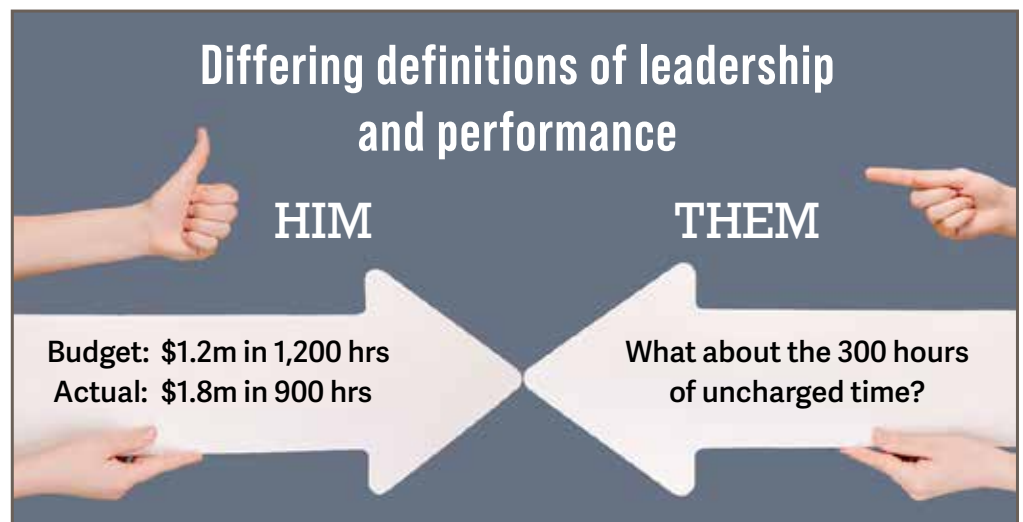 Differing definitions of leadership
and performance
HIM
THEM
Budget: $1.2m in 1,200 hrs
Actual: $1.8m in 900 hrs
What about the 300 hours
of uncharged time?